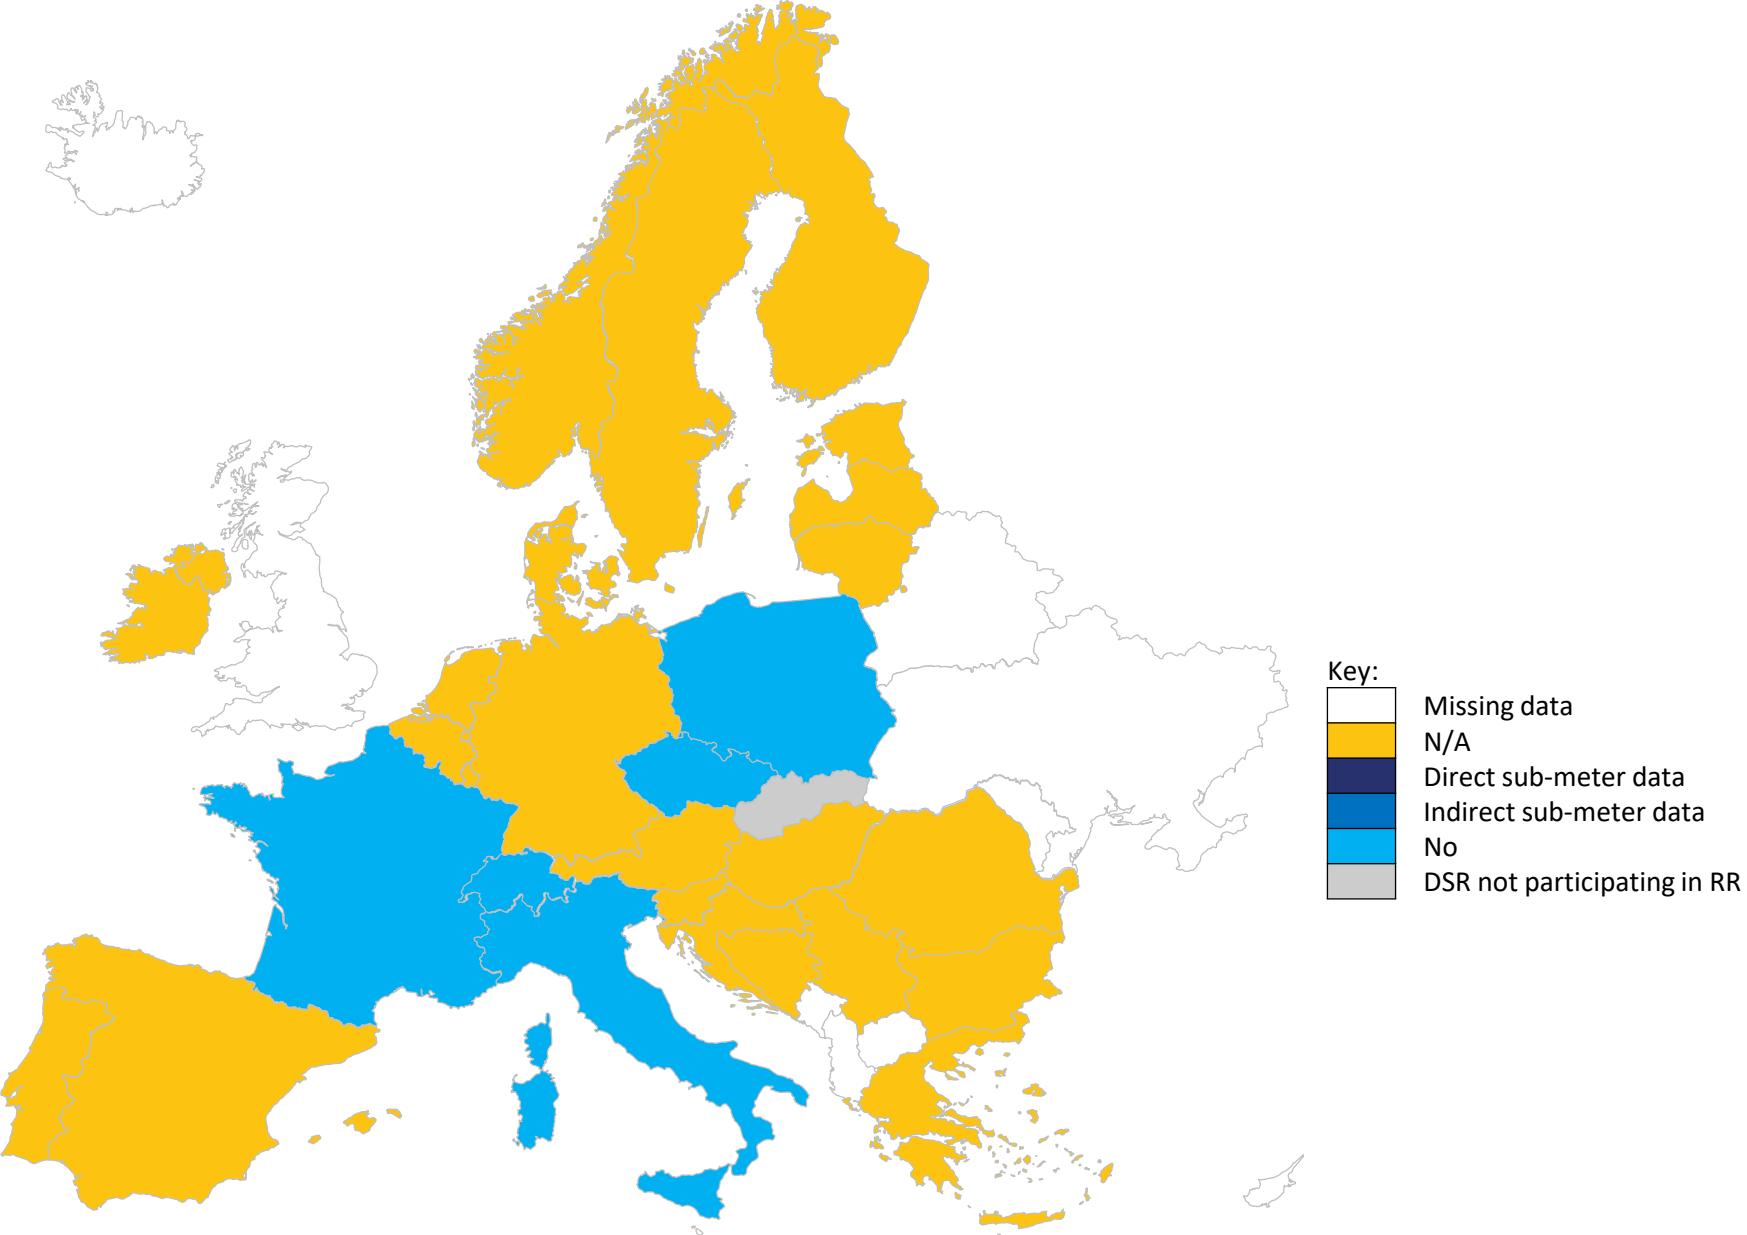 Key:
Missing data
N/A
Direct sub-meter data
Indirect sub-meter data
No
DSR not participating in RR